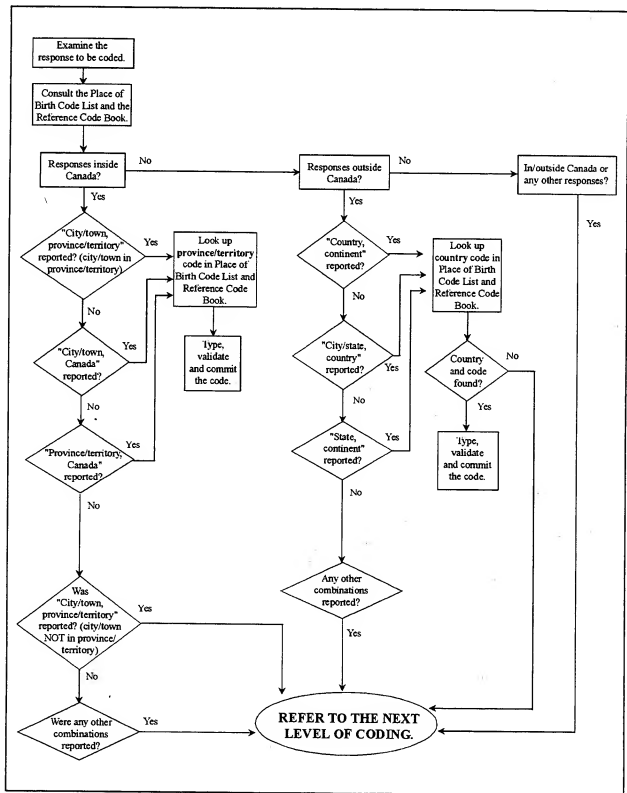 Examine the
response to be coded.
Consult the Place of
Birth Code List and the
Reference Code Book.
Responses inside
Canada?
No
Responses outside
Canada?
No
In/outside Canada or
any other responses?
Yes
Yes
Yes
"City/town,
province/territory"
reported? (city/town in
province/territory)
Yes
Look up
province/territory
code in Place of
Birth Code List and
Reference Code
Book.
"Country,
continent"
reported?
Yes
Look up
country code in
Place of Birth
Code List and
Reference Code
Book.
No
No
"City/town,
Canada"
reported?
Yes
Type,
validate
and commit
the code.
"City/state,
country"
reported?
Yes
Country
and code
found?
No
Yes
No
No
"Province/territory,
Canada"
reported?
Yes
"State,
continent"
reported?
Yes
Type,
validate
and commit
the code.
No
No
Any other
combinations
reported?
Yes
Was
"City/town,
province/territory"
reported? (city/town
NOT in province/
territory)
Yes
No
Were any other
combinations
reported?
Yes
REFER TO THE NEXT
LEVEL OF CODING.